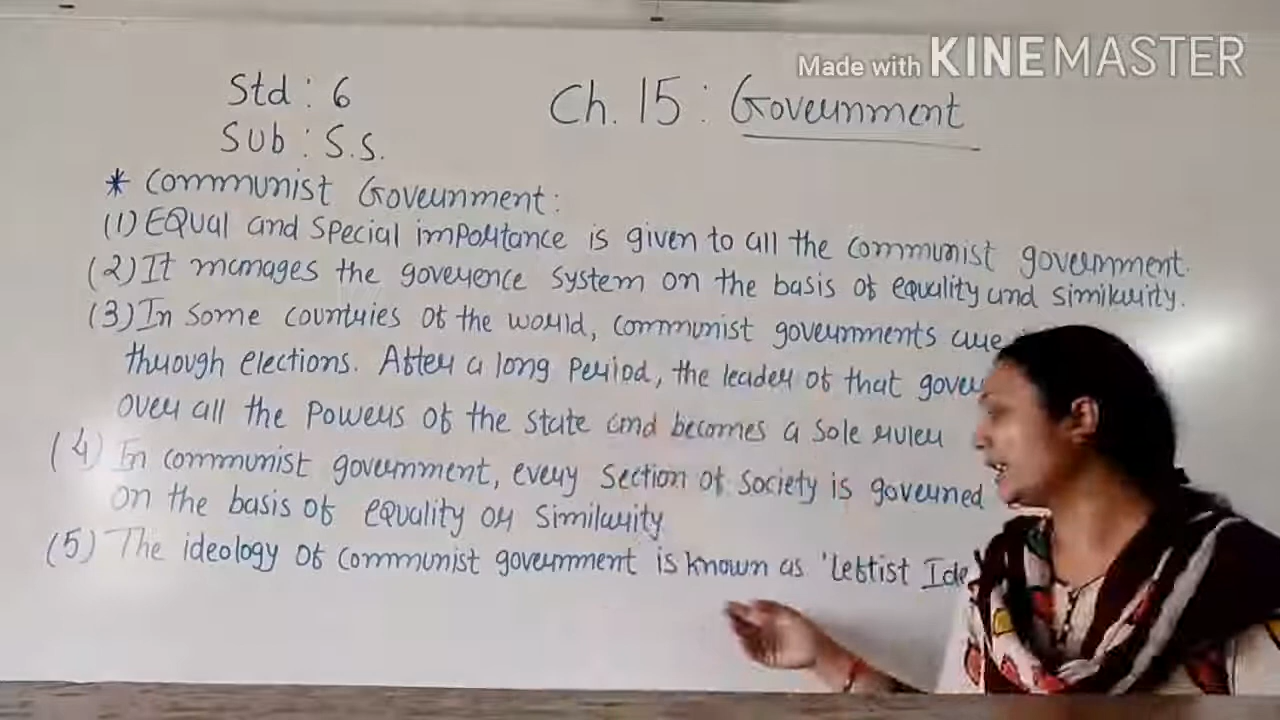 Made with KINEMASTER
Std : 6
Ch. 15 : Government
Sub : S.S.
* Communist Government :
(1) Equal and special importance is given to all the communist government.
(2) It manages the goverence system on the basis of equality and similarity.
(3) In some countries of the world, communist governments are
through elections. After a long period, the leader of that gover
over all the powers of the state and becomes a sole ruler
(4) In communist government, every section of society is governed
on the basis of equality or similarity
(5) The ideology of communist government is known as 'Leftist Ide